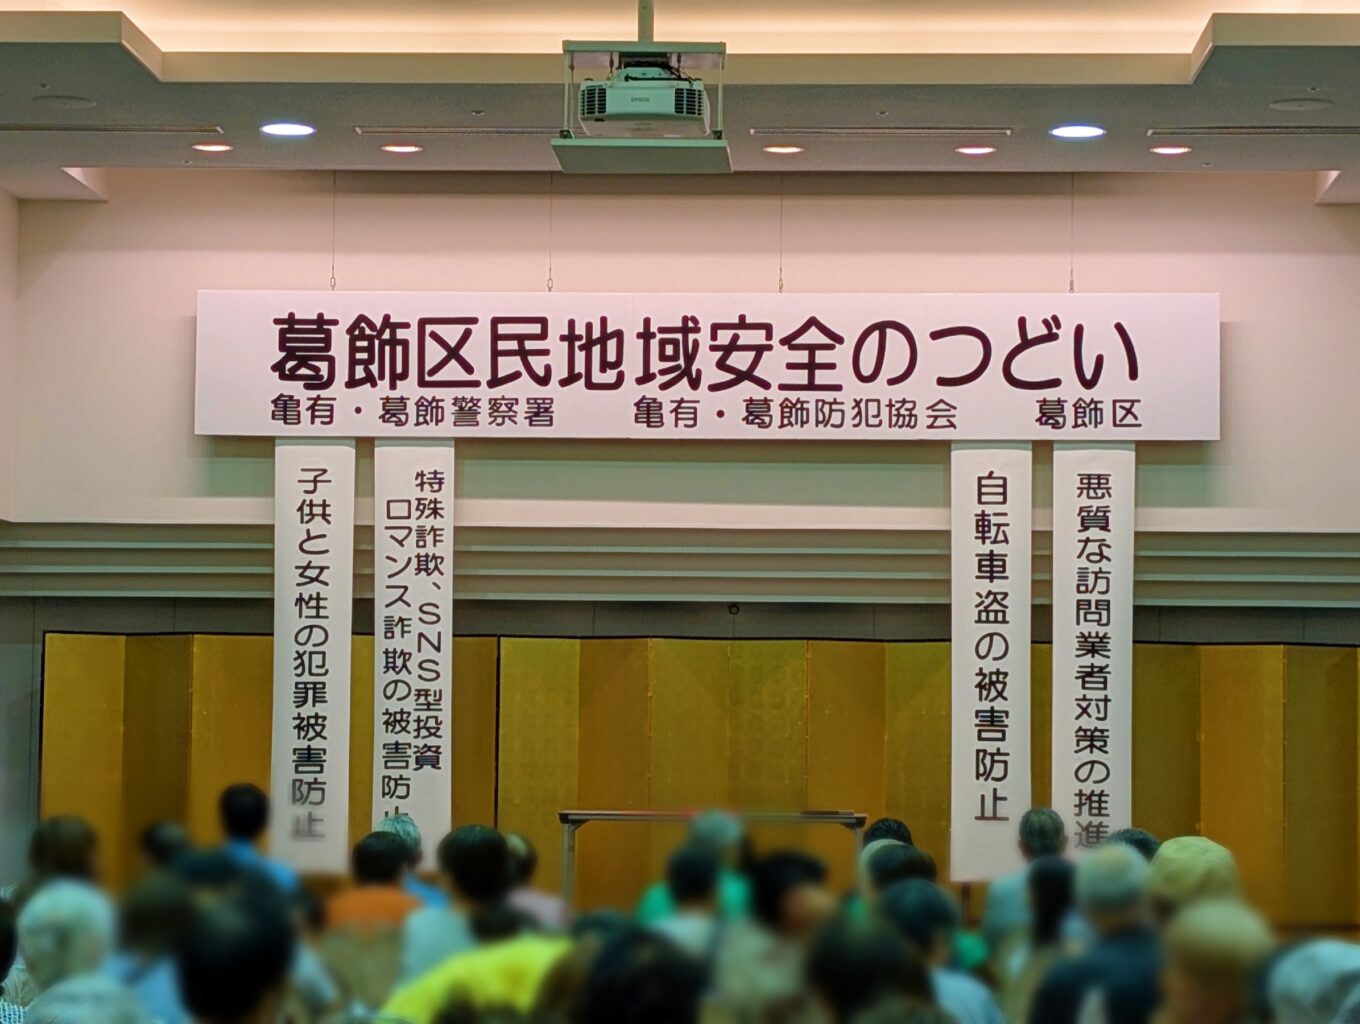 EPSON
葛飾区民地域安全のつどい
亀有・葛飾警察署 亀有・葛飾防犯協会 葛飾区
悪質な訪問業者対策の推進
自転車盗の被害防止
特殊詐欺、SNS型投資
ロマンス詐欺の被害防止
子供と女性の犯罪被害防止